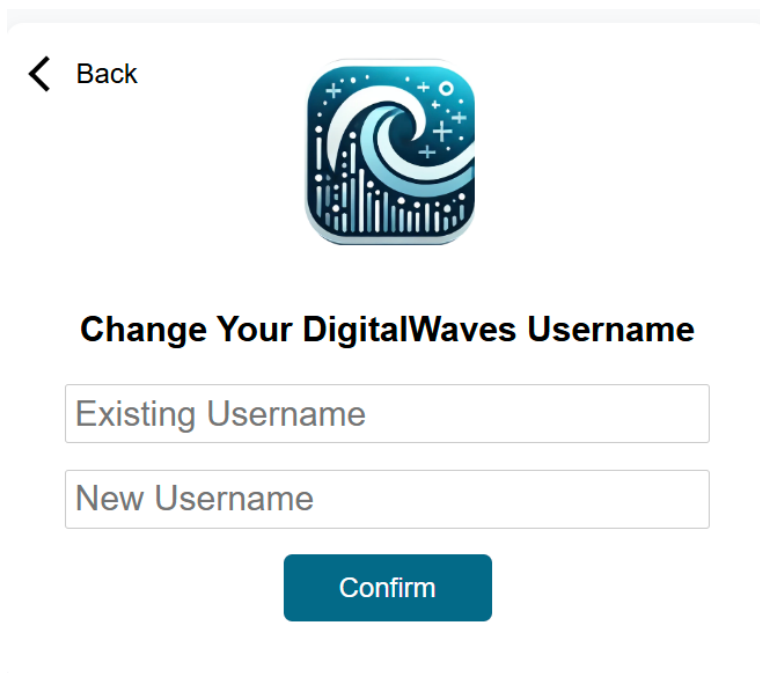 Back
Change Your DigitalWaves Username
Existing Username
New Username
Confirm